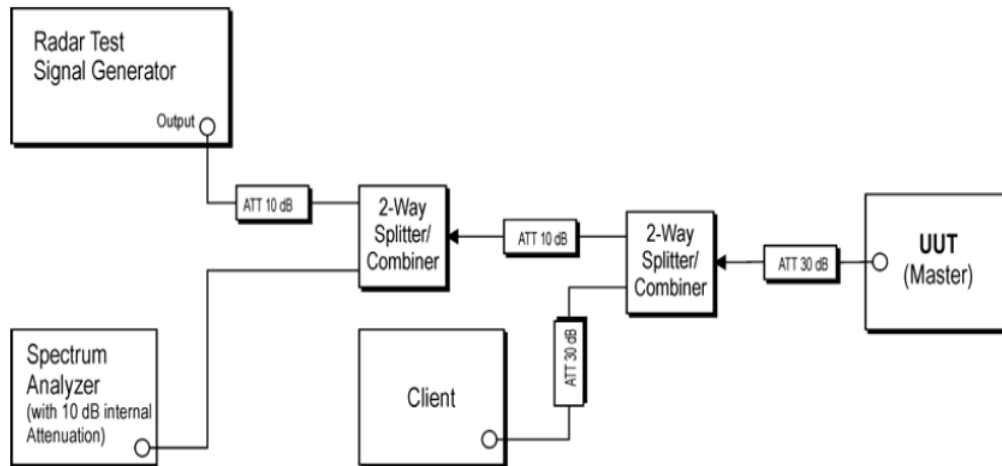 Radar Test
Signal Generator
Output
ATT 10 dB
2-Way
Splitter/
Combiner
ATT 10 dB
2-Way
Splitter/
Combiner
ATT 30 dB
UUT
(Master)
Spectrum
Analyzer
(with 10 dB internal
Attenuation)
Client
ATT 30 dB